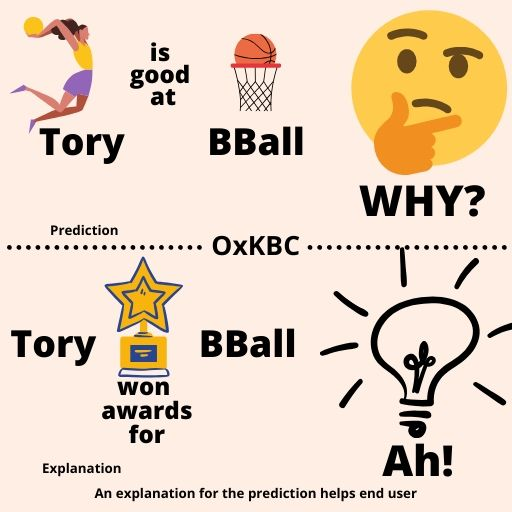 is
good
at
Tory
BBall
WHY?
Prediction
OxKBC
Tory
BBall
won
awards
for
Ah!
Explanation
An explanation for the prediction helps end user